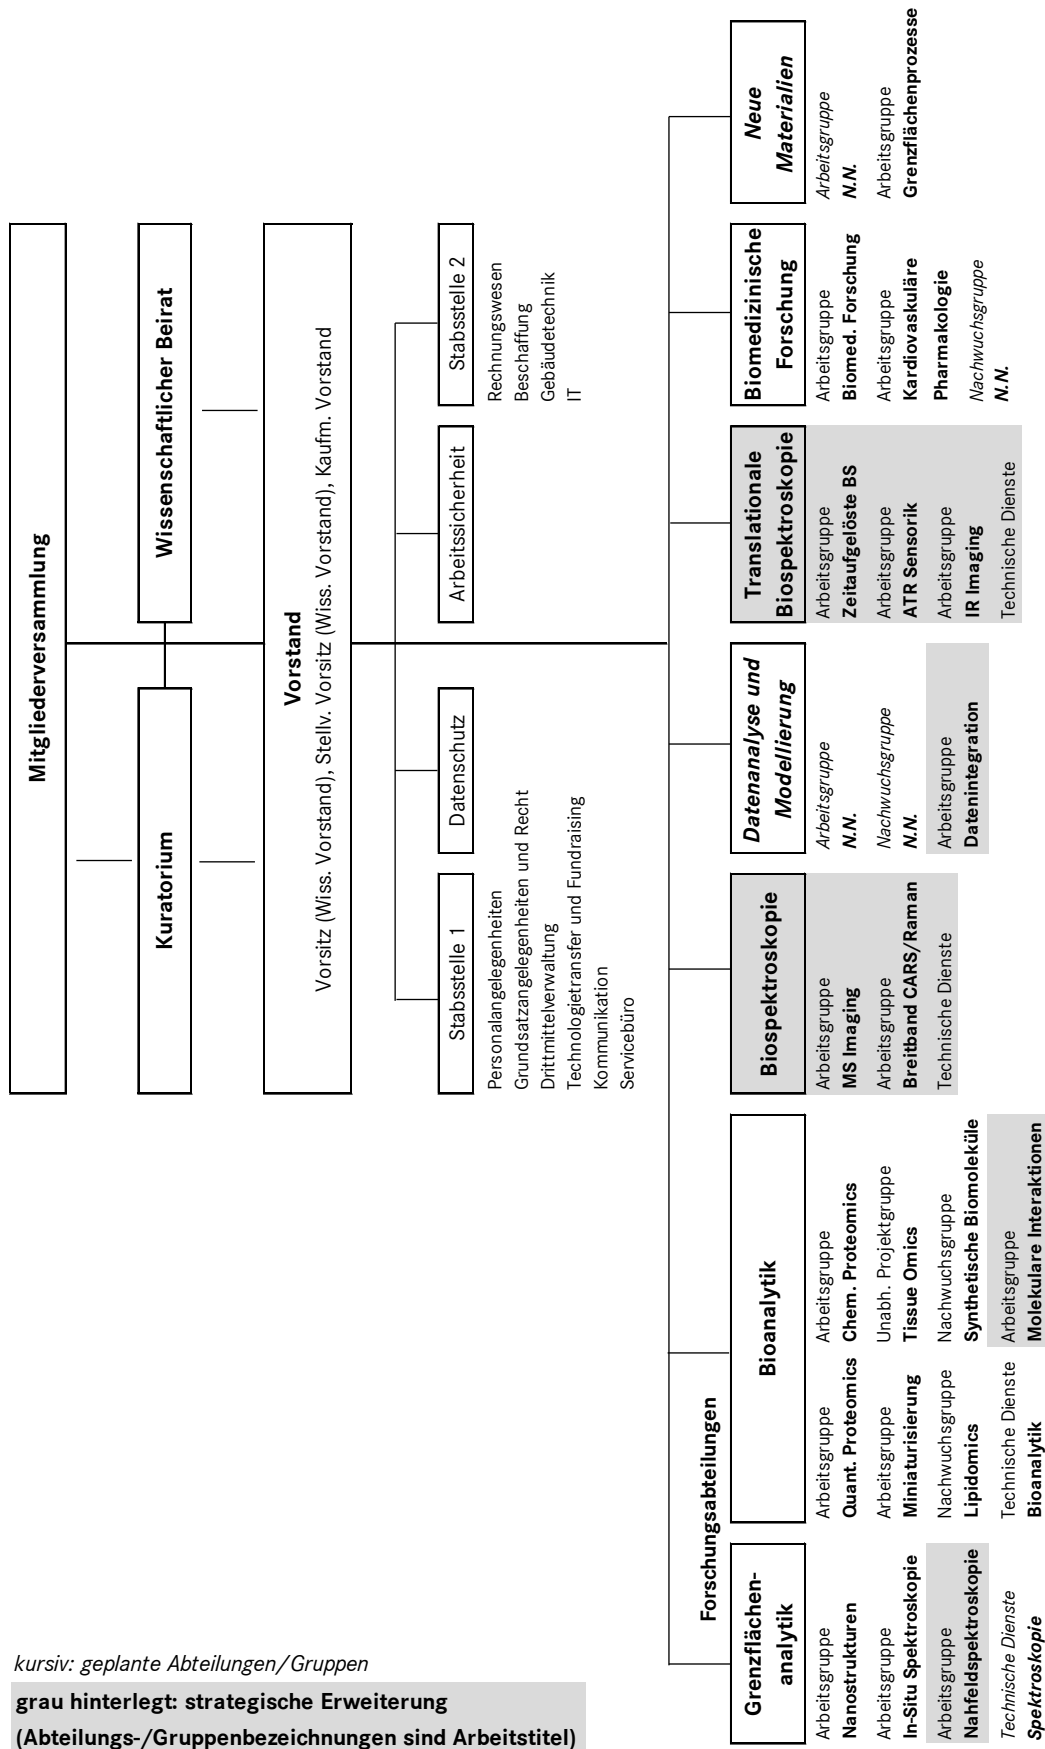 Mitgliederversammlung
Kuratorium
Wissenschaftlicher Beirat
Vorstand
Vorsitz (Wiss. Vorstand), Stellv. Vorsitz (Wiss. Vorstand), Kaufm. Vorstand
Stabsstelle 1
Personalangelegenheiten
Grundsatzangelegenheiten und Recht
Drittmittelverwaltung
Technologietransfer und Fundraising
Kommunikation
Servicebüro
Datenschutz
Arbeitssicherheit
Stabsstelle 2
Rechnungswesen
Beschaffung
Gebäudetechnik
IT
Forschungsabteilungen
Grenzflächen-
analytik
Arbeitsgruppe
Nanostrukturen
Arbeitsgruppe
In-Situ Spektroskopie
Arbeitsgruppe
Nahfeldspektroskopie
Technische Dienste
Spektroskopie
Bioanalytik
Arbeitsgruppe
Quant. Proteomics
Arbeitsgruppe
Miniaturisierung
Nachwuchsgruppe
Lipidomics
Technische Dienste
Bioanalytik
Arbeitsgruppe
Chem. Proteomics
Unabh. Projektgruppe
Tissue Omics
Nachwuchsgruppe
Synthetische Biomoleküle
Arbeitsgruppe
Molekulare Interaktionen
Biospektroskopie
Arbeitsgruppe
MS Imaging
Arbeitsgruppe
Breitband CARS/Raman
Technische Dienste
Datenanalyse und
Modellierung
Arbeitsgruppe
N.N.
Nachwuchsgruppe
N.N.
Arbeitsgruppe
Datenintegration
Translationale
Biospektroskopie
Arbeitsgruppe
Zeitaufgelöste BS
Arbeitsgruppe
ATR Sensorik
Arbeitsgruppe
IR Imaging
Technische Dienste
Biomedizinische
Forschung
Arbeitsgruppe
Biomed. Forschung
Arbeitsgruppe
Kardiovaskuläre
Pharmakologie
Nachwuchsgruppe
N.N.
Neue
Materialien
Arbeitsgruppe
N.N.
Arbeitsgruppe
Grenzflächenprozesse
kursiv: geplante Abteilungen/Gruppen
grau hinterlegt: strategische Erweiterung
(Abteilungs-/Gruppenbezeichnungen sind Arbeitstitel)